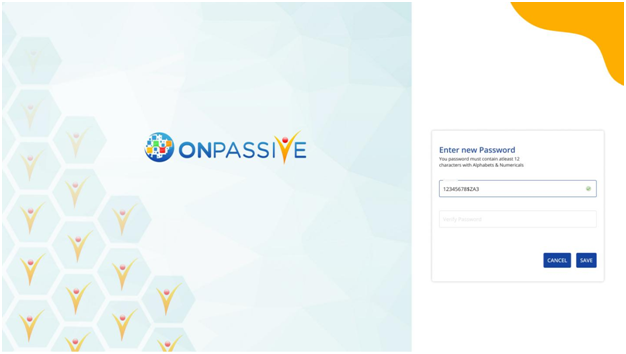 ONPASSIVE
Enter new Password
You password must contain atleast 12
characters with Alphabets & Numericals
12345678$ZA3
Verify Password
CANCEL
SAVE